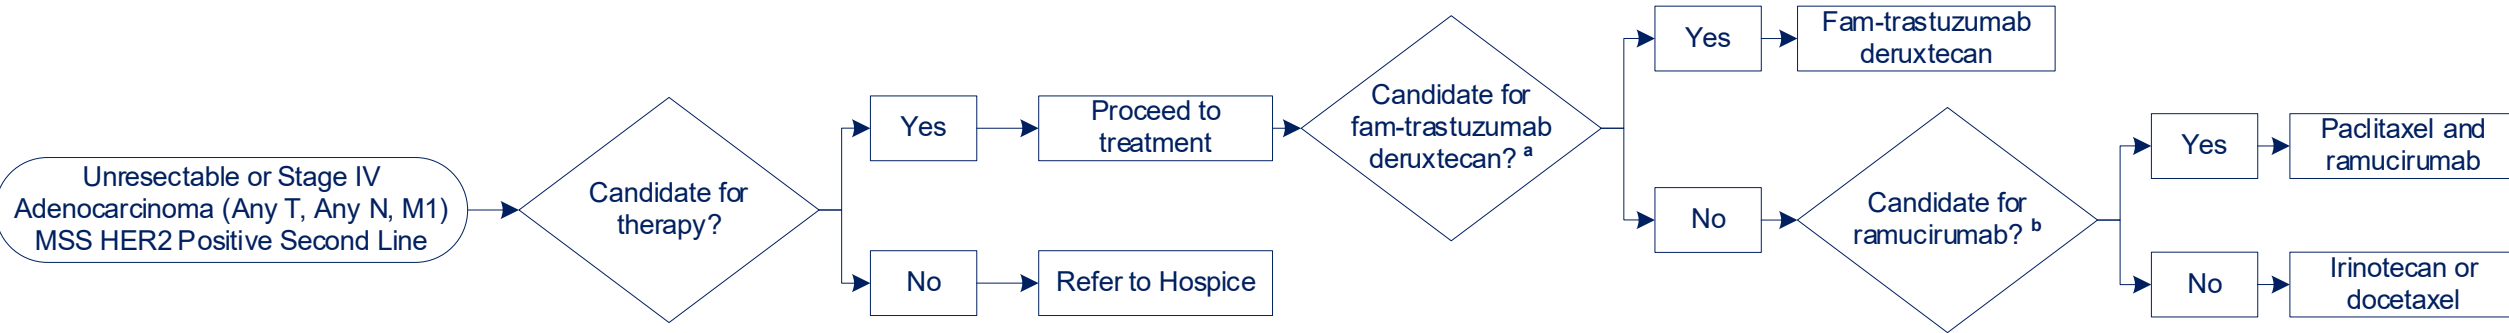 Unresectable or Stage IV
Adenocarcinoma (Any T, Any N, M1)
MSS HER2 Positive Second Line
Candidate for
therapy?
Yes
Proceed to
treatment
No
Refer to Hospice
Candidate for
fam-trastuzumab
deruxtecan? a
Yes
Fam-trastuzumab
deruxtecan
No
Candidate for
ramucirumab? b
Yes
Paclitaxel and
ramucirumab
No
Irinotecan or
docetaxel